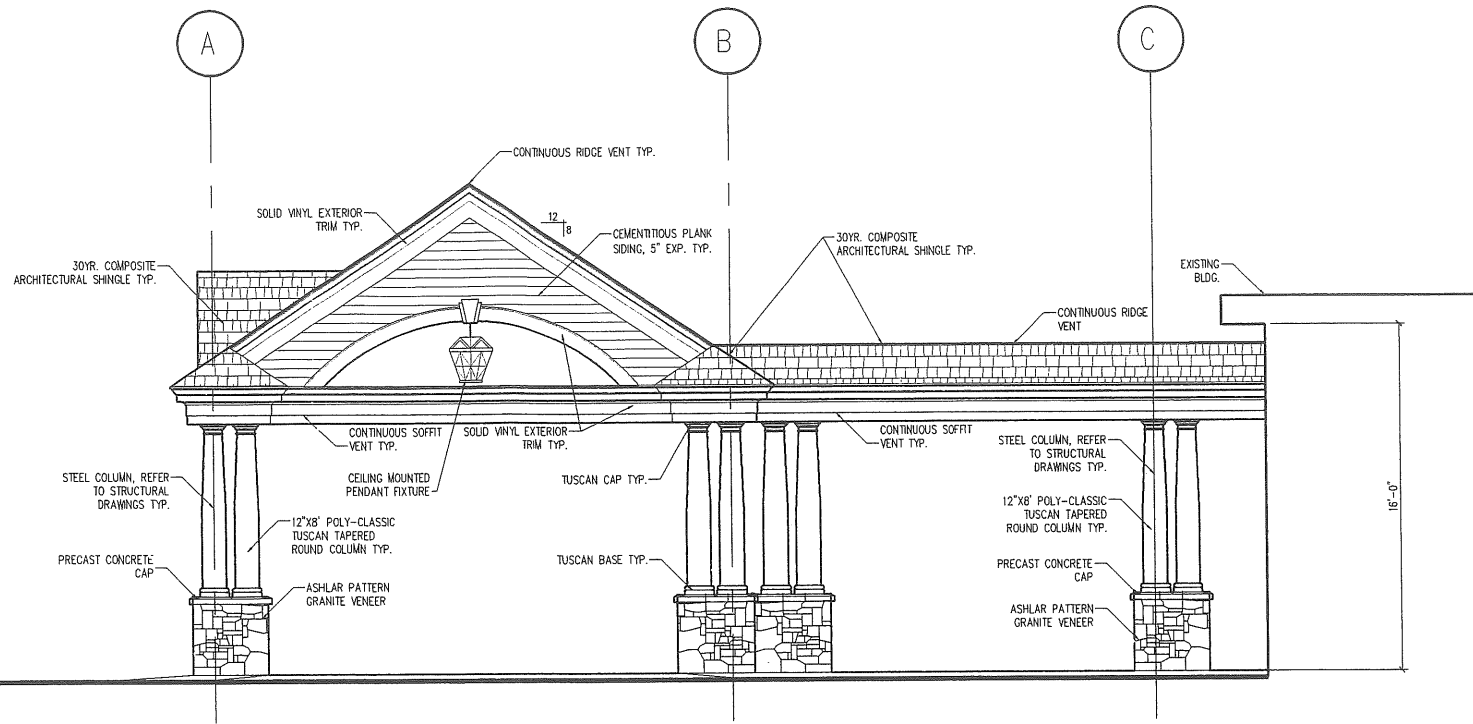 A
B
C
CONTINUOUS RIDGE VENT TYP.
SOLID VINYL EXTERIOR
TRIM TYP.
12
8
CEMENTITIOUS PLANK
SIDING, 5" EXP. TYP.
30YR. COMPOSITE
ARCHITECTURAL SHINGLE TYP.
30YR. COMPOSITE
ARCHITECTURAL SHINGLE TYP.
EXISTING
BLDG.
CONTINUOUS RIDGE
VENT
CONTINUOUS SOFFIT
VENT TYP.
SOLID VINYL EXTERIOR
TRIM TYP.
CONTINUOUS SOFFIT
VENT TYP.
STEEL COLUMN, REFER
TO STRUCTURAL
DRAWINGS TYP.
CEILING MOUNTED
PENDANT FIXTURE
TUSCAN CAP TYP.
STEEL COLUMN, REFER
TO STRUCTURAL
DRAWINGS TYP.
12"X8' POLY-CLASSIC
TUSCAN TAPERED
ROUND COLUMN TYP.
12"X8' POLY-CLASSIC
TUSCAN TAPERED
ROUND COLUMN TYP.
16'-0"
PRECAST CONCRETE
CAP
TUSCAN BASE TYP.
PRECAST CONCRETE
CAP
ASHLAR PATTERN
GRANITE VENEER
ASHLAR PATTERN
GRANITE VENEER